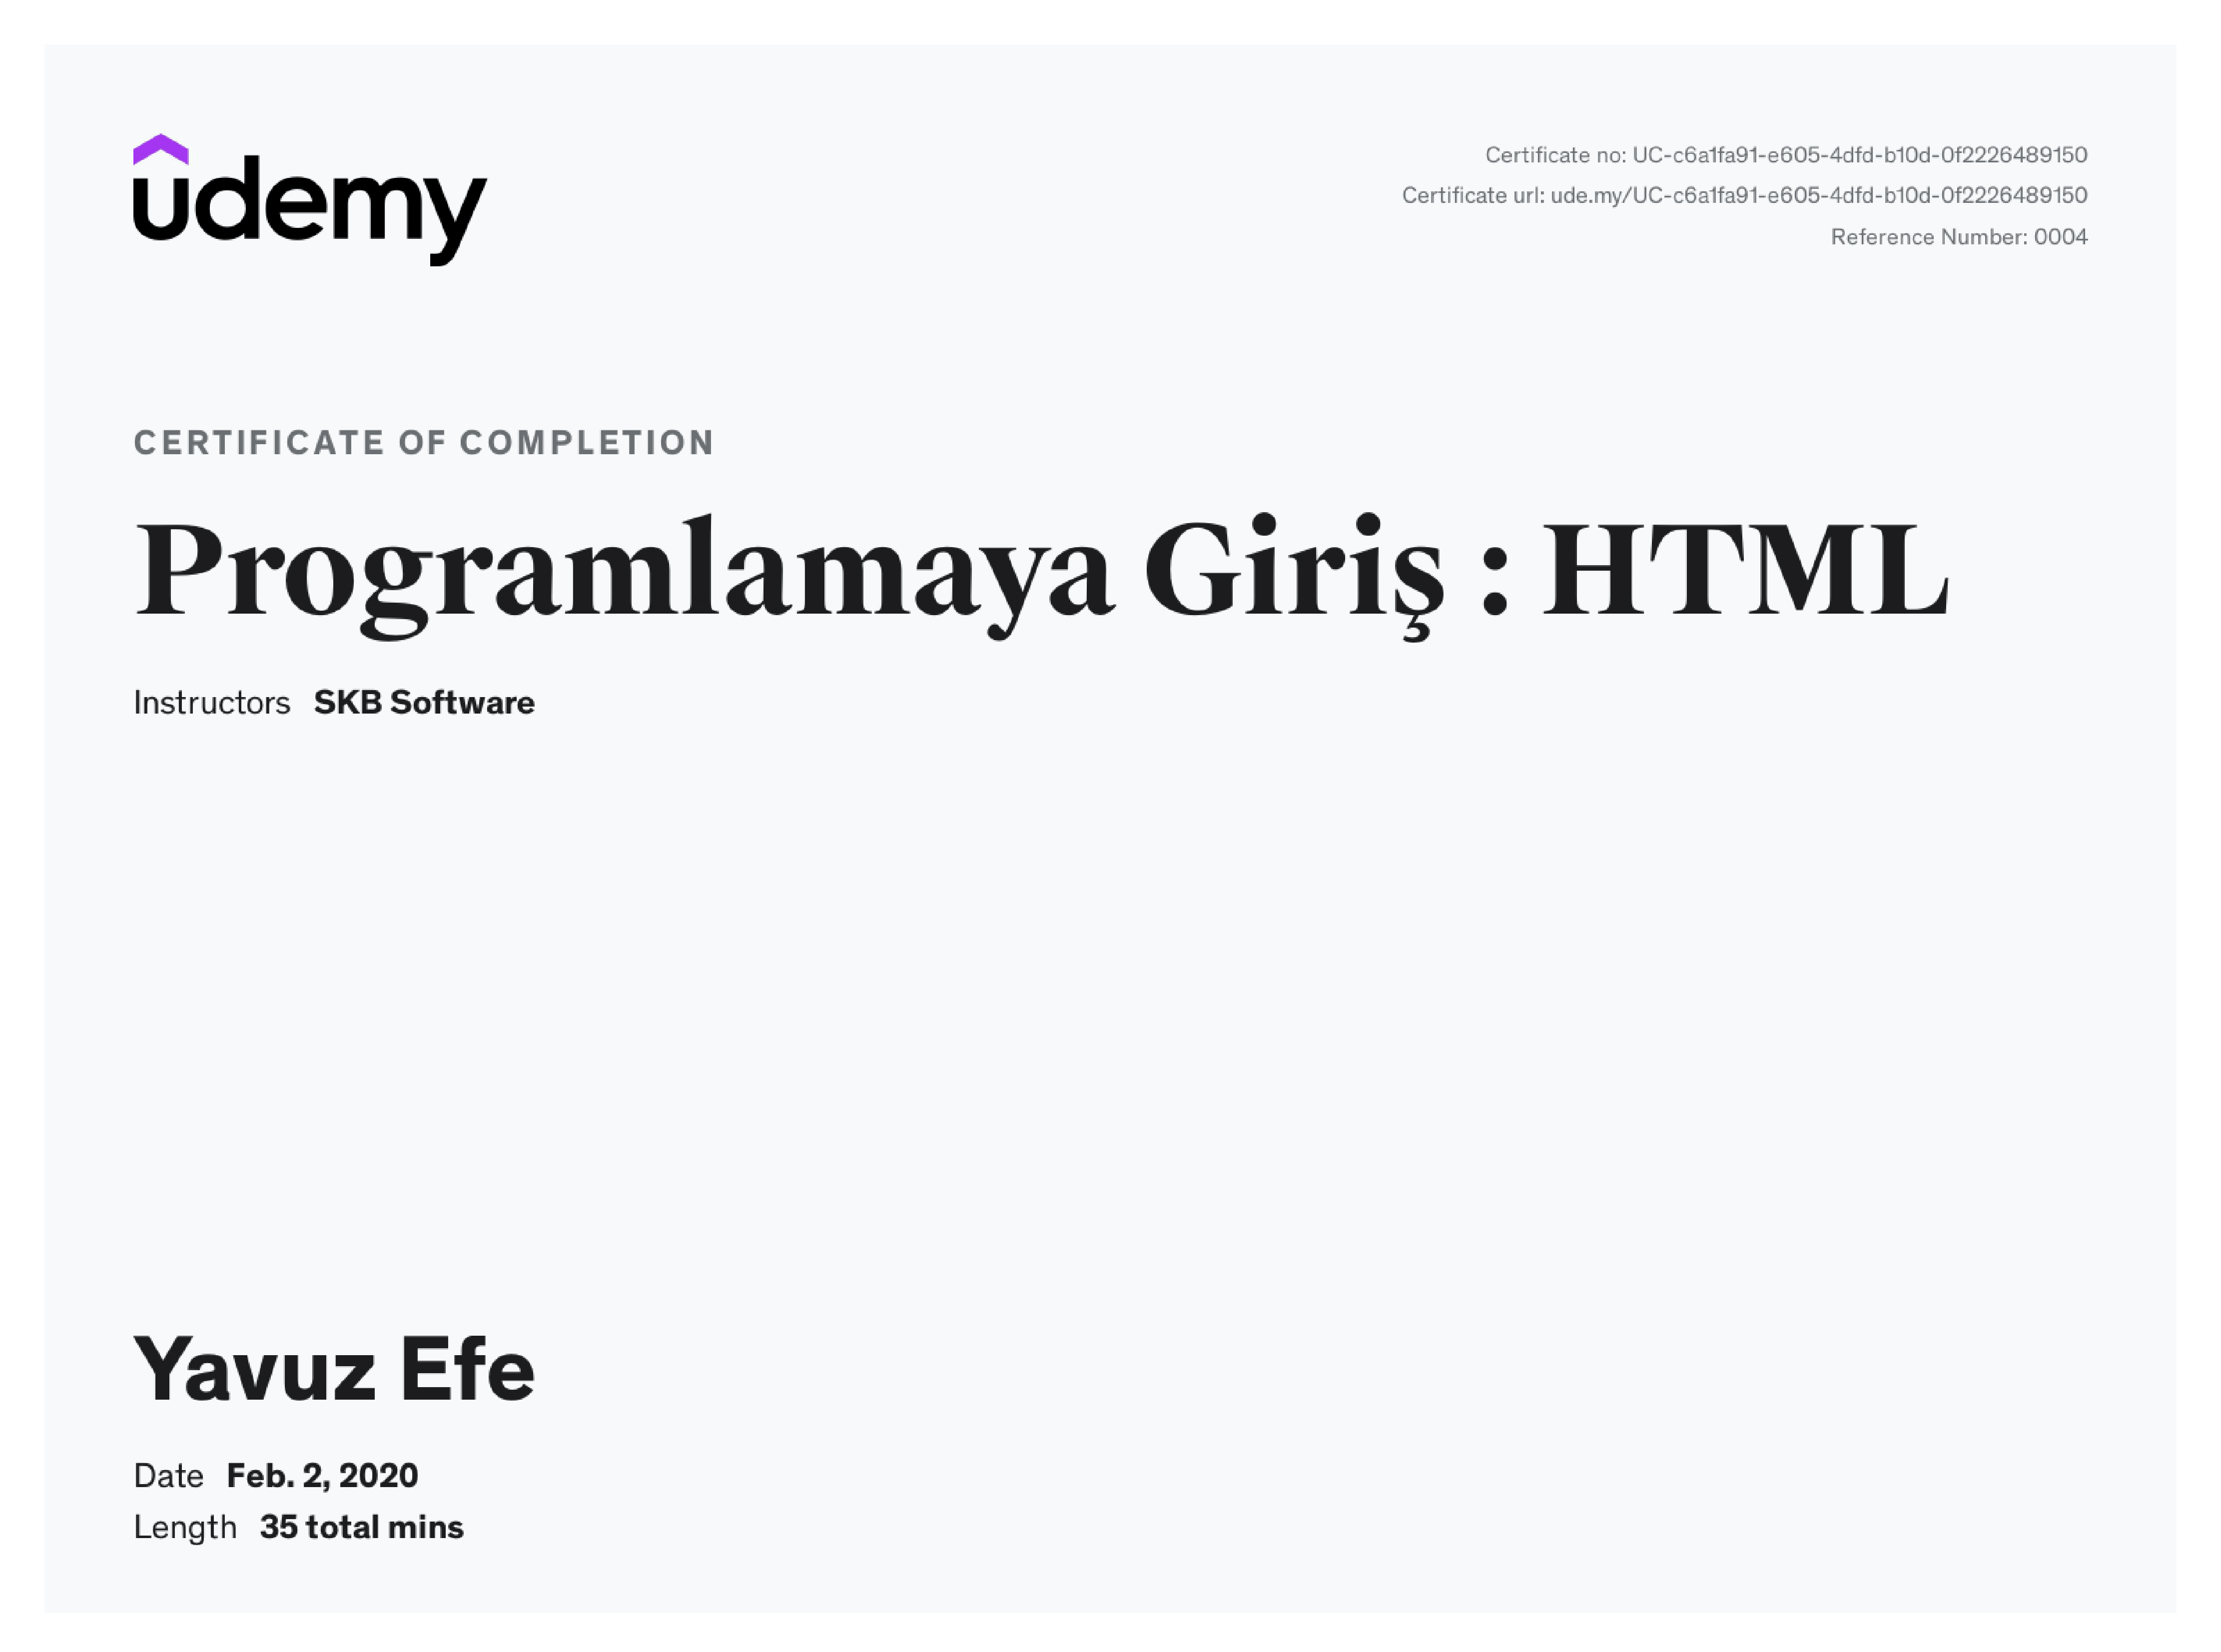 udemy
Certificate no: UC-c6a1fa91-e605-4dfd-b10d-0f2226489150
Certificate url: ude.my/UC-c6a1fa91-e605-4dfd-b10d-0f2226489150
Reference Number: 0004
CERTIFICATE OF COMPLETION
Programlamaya Giriş : HTML
Instructors SKB Software
Yavuz Efe
Date Feb. 2, 2020
Length 35 total mins